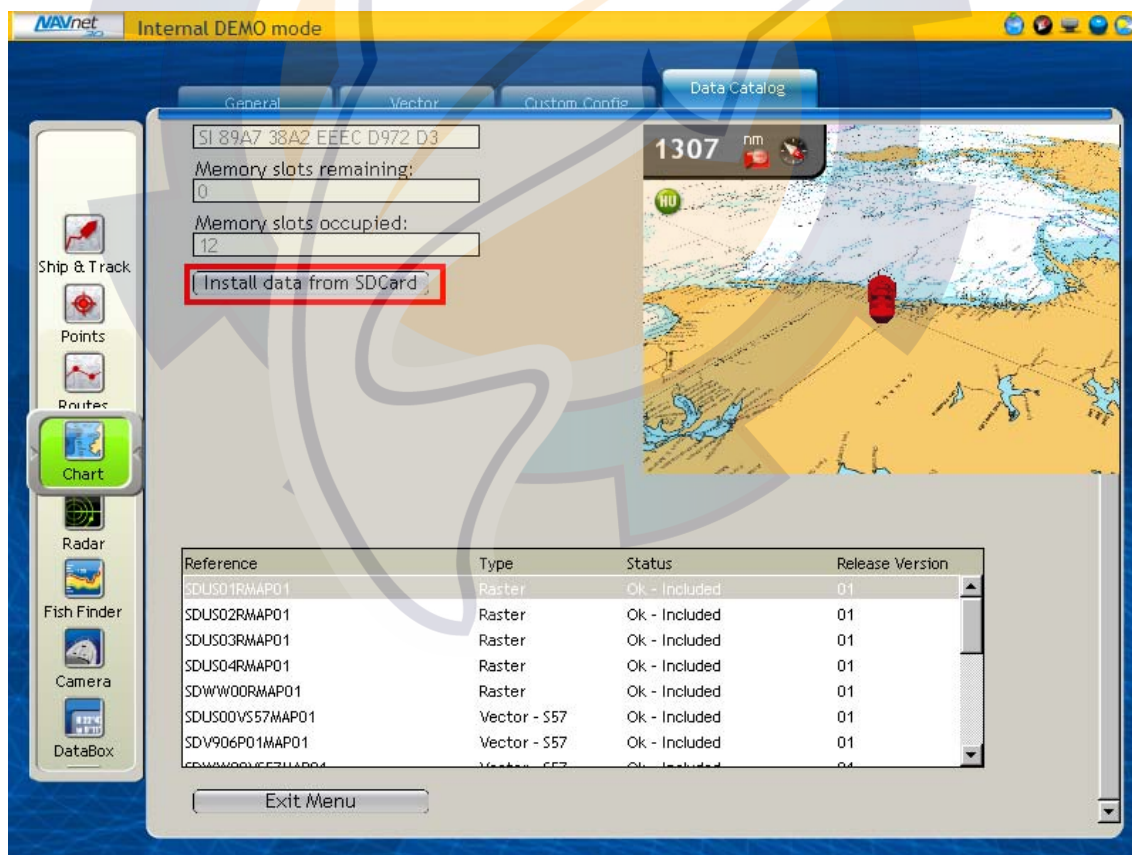 NAVnet
3D
Internal DEMO mode
General
Vector
Custom Config
Data Catalog
SI 89A7 38A2 EEEC D972 D3
Memory slots remaining:
0
Memory slots occupied:
12
Install data from SDCard
1307 nm
HU
Ship & Track
Points
Routes
Chart
Radar
Fish Finder
Camera
DataBox
Reference Type Status Release Version
SDUS01RMAP01 Raster Ok - Included 01
SDUS02RMAP01 Raster Ok - Included 01
SDUS03RMAP01 Raster Ok - Included 01
SDUS04RMAP01 Raster Ok - Included 01
SDWW00RMAP01 Raster Ok - Included 01
SDUS00VS57MAP01 Vector - S57 Ok - Included 01
SDV906P01MAP01 Vector - S57 Ok - Included 01
Exit Menu